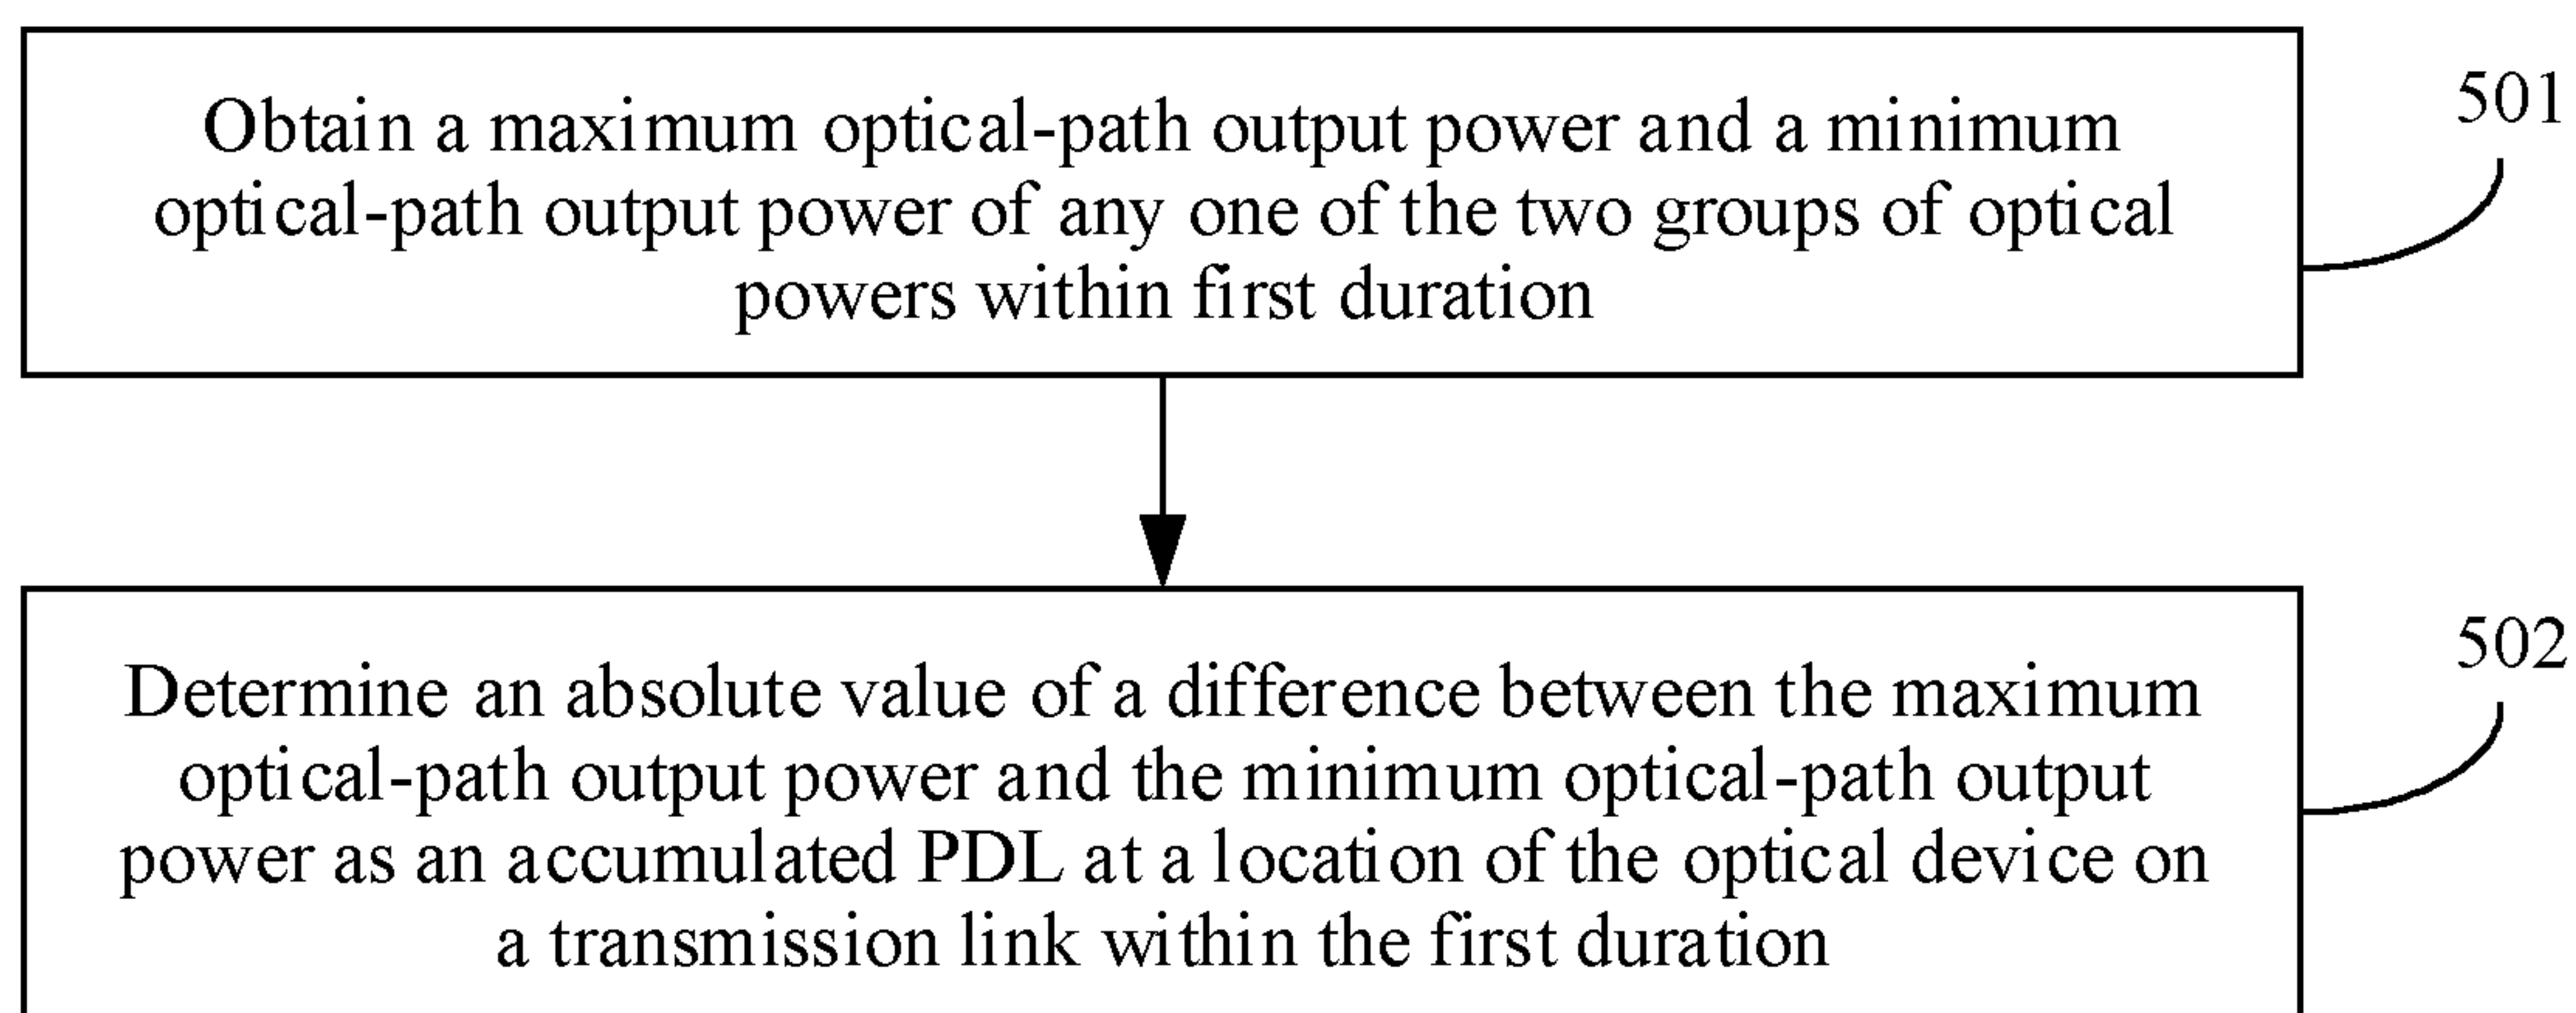 Obtain a maximum optical-path output power and a minimum
optical-path output power of any one of the two groups of optical
powers within first duration
501
Determine an absolute value of a difference between the maximum
optical-path output power and the minimum optical-path output
power as an accumulated PDL at a location of the optical device on
a transmission link within the first duration
502